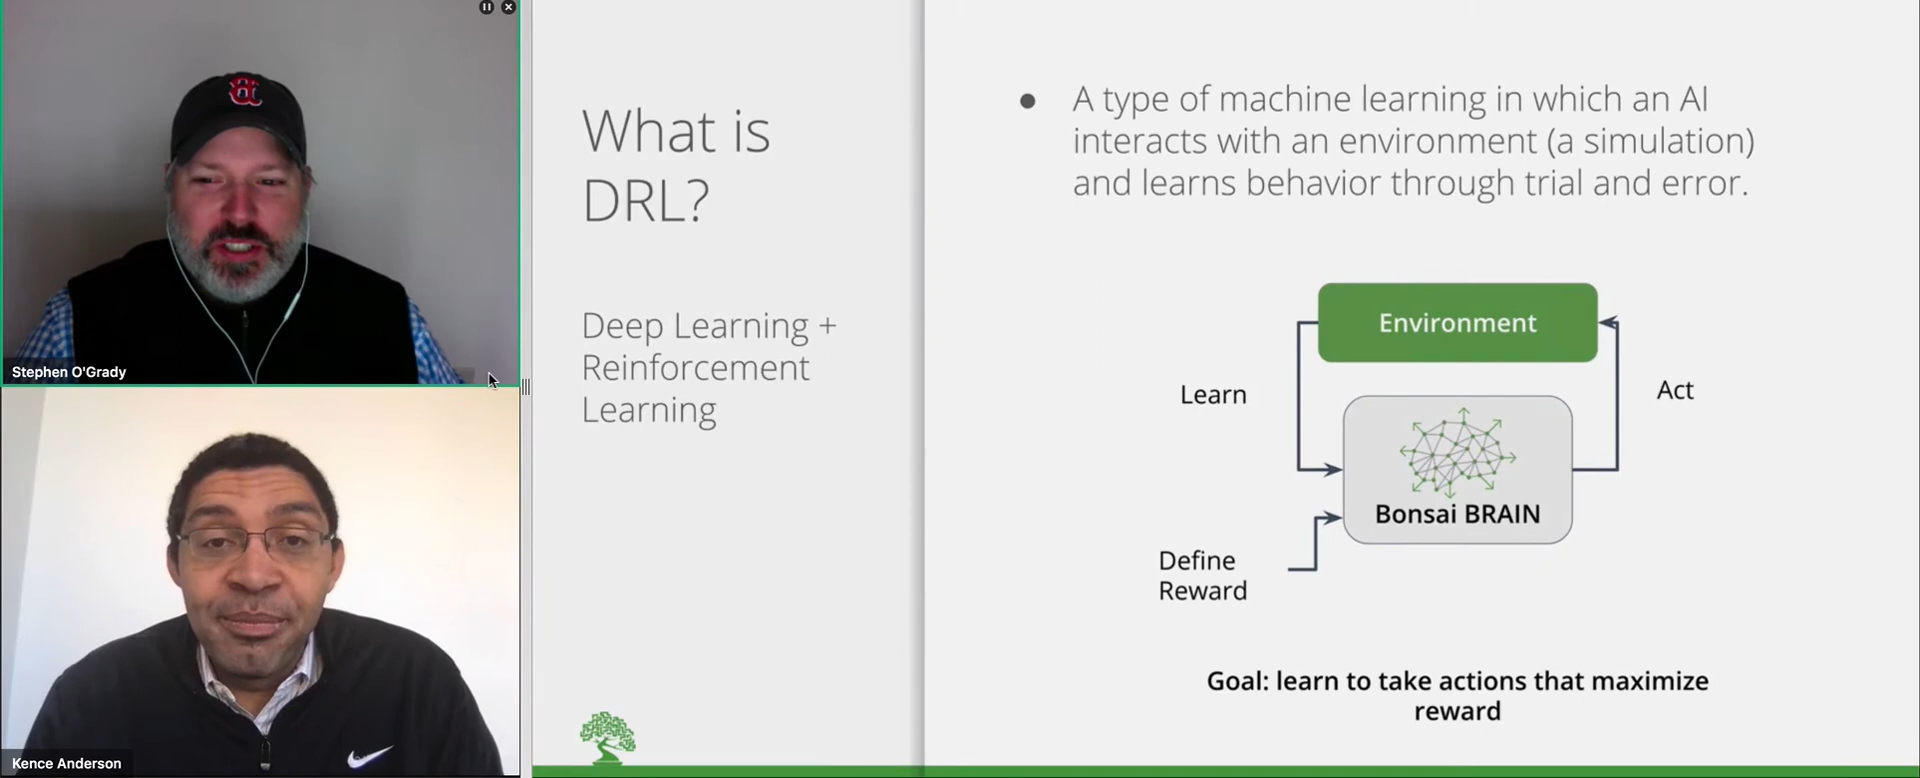 Stephen O'Grady
Kence Anderson
What is
DRL?
Deep Learning +
Reinforcement
Learning
● A type of machine learning in which an AI
interacts with an environment (a simulation)
and learns behavior through trial and error.
Environment
Learn
Act
Bonsai BRAIN
Define
Reward
Goal: learn to take actions that maximize
reward